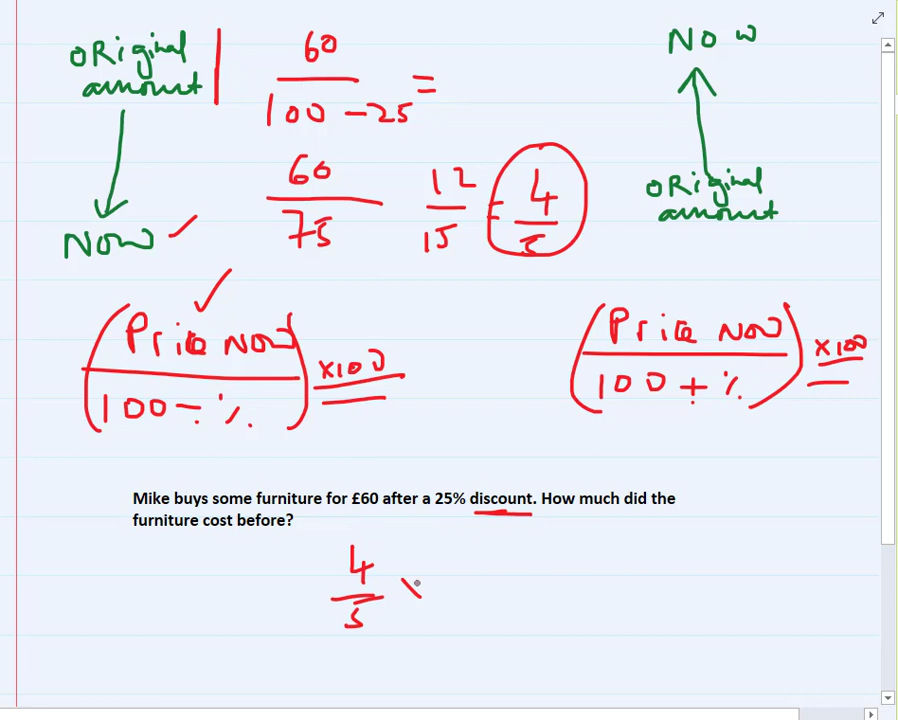 ORiginal
amount
60
100 - 25 =
Now
60
75
12
15
= 4
5
ORiginal
amount
Now
(Price Now
100 - %) ×100
(Price Now
100 + %) ×100
Mike buys some furniture for £60 after a 25% discount. How much did the
furniture cost before?
4
5